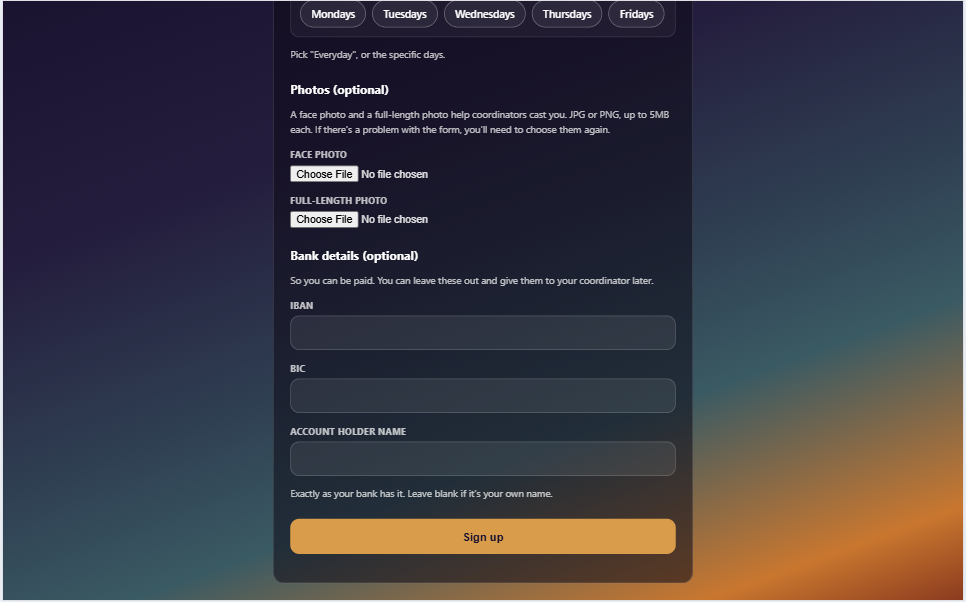 Mondays Tuesdays Wednesdays Thursdays Fridays
Pick "Everyday", or the specific days.
Photos (optional)
A face photo and a full-length photo help coordinators cast you. JPG or PNG, up to 5MB
each. If there's a problem with the form, you'll need to choose them again.
FACE PHOTO
Choose File No file chosen
FULL-LENGTH PHOTO
Choose File No file chosen
Bank details (optional)
So you can be paid. You can leave these out and give them to your coordinator later.
IBAN
BIC
ACCOUNT HOLDER NAME
Exactly as your bank has it. Leave blank if it's your own name.
Sign up